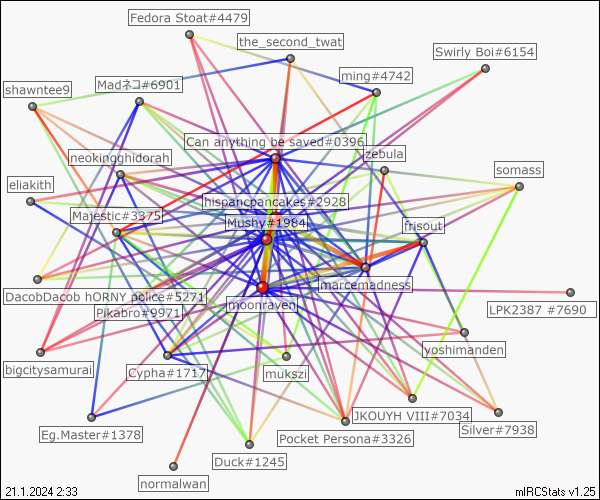 Fedora Stoat#4479
the_second_twat
Swirly Boi#6154
ming#4742
Madネコ#6901
shawntee9
Can anything be saved#0396
neokingghidorah
zebula
somass
eliakith
hispancpancakes#2928
Majestic#3375
Mushy#1984
frisout
marcemadness
DacobDacob hORNY police#5271
moonraven
LPK2387 #7690
Pikabro#9971
yoshimanden
bigcitysamurai
Cypha#1717
mukszi
JKOUYH VIII#7034
Silver#7938
Eg.Master#1378
Pocket Persona#3326
Duck#1245
normalwan
21.1.2024 2:33
mIRCStats v1.25